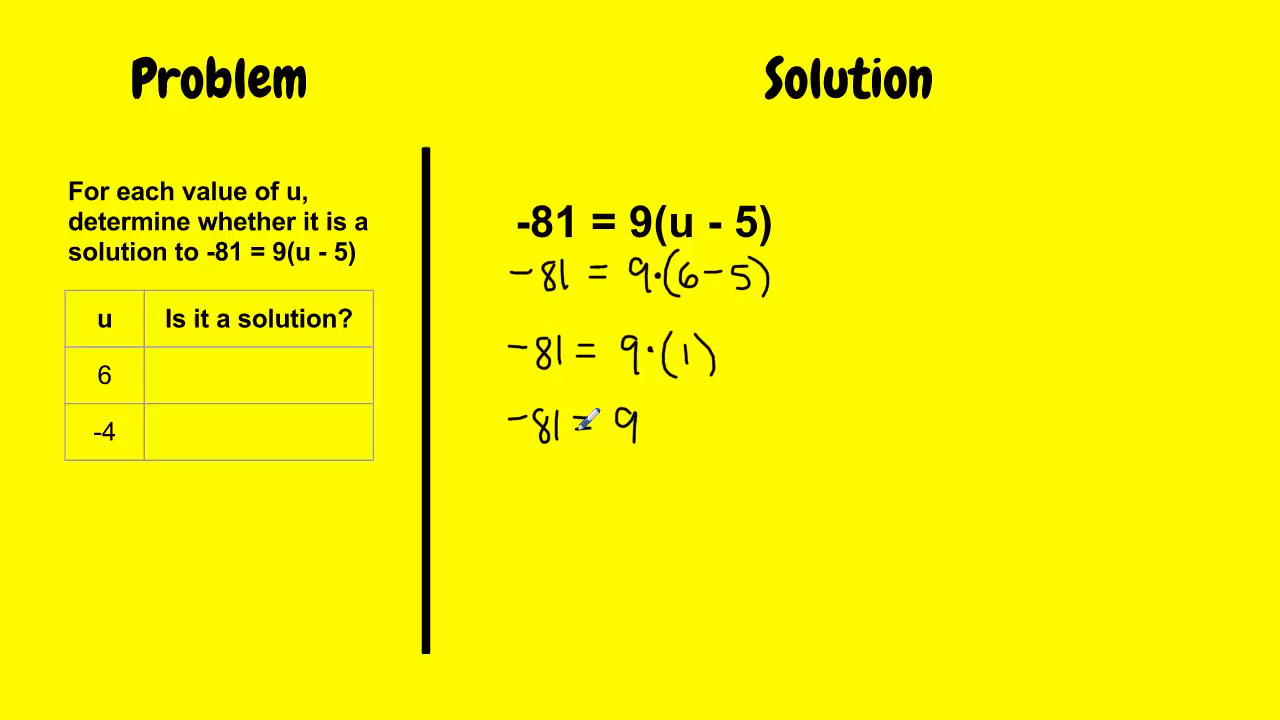 Problem
For each value of u,
determine whether it is a
solution to -81 = 9(u - 5)
u Is it a solution?
6
-4
Solution
-81 = 9(u - 5)
-81 = 9·(6-5)
-81 = 9·(1)
-81 = 9